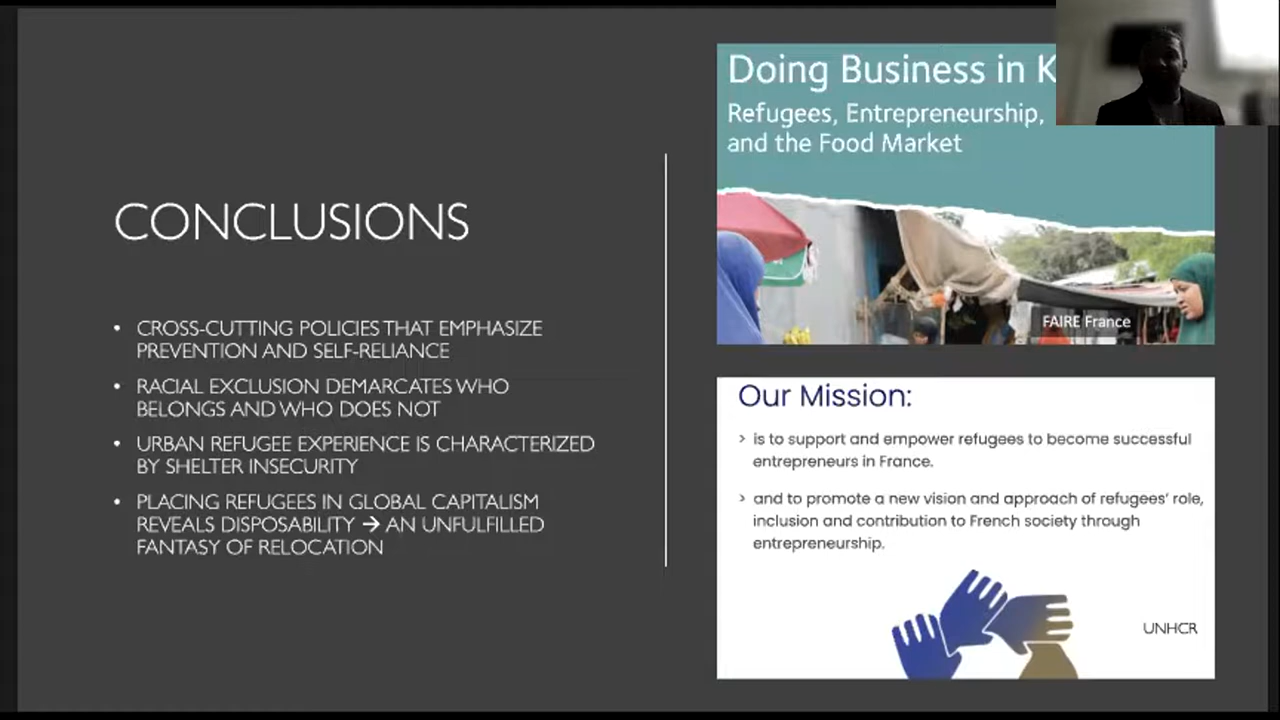 CONCLUSIONS
• CROSS-CUTTING POLICIES THAT EMPHASIZE
PREVENTION AND SELF-RELIANCE
• RACIAL EXCLUSION DEMARCATES WHO
BELONGS AND WHO DOES NOT
• URBAN REFUGEE EXPERIENCE IS CHARACTERIZED
BY SHELTER INSECURITY
• PLACING REFUGEES IN GLOBAL CAPITALISM
REVEALS DISPOSABILITY → AN UNFULFILLED
FANTASY OF RELOCATION
Doing Business in K
Refugees, Entrepreneurship,
and the Food Market
FAIRE France
Our Mission:
> is to support and empower refugees to become successful
entrepreneurs in France.
> and to promote a new vision and approach of refugees' role,
inclusion and contribution to French society through
entrepreneurship.
UNHCR